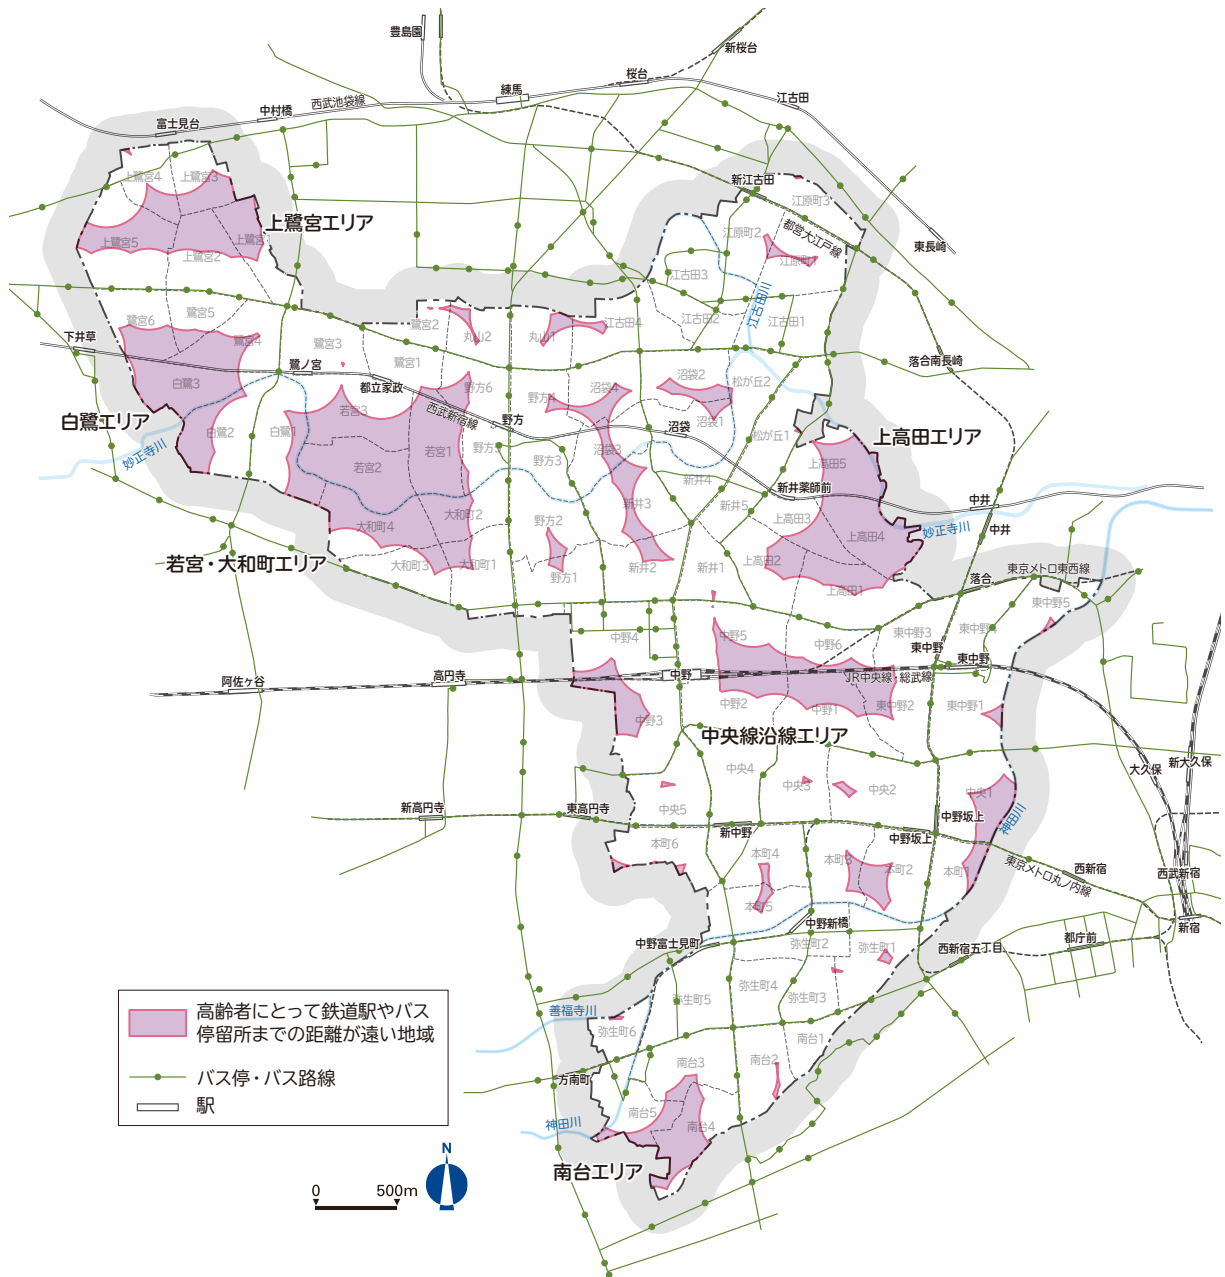 豊島園
新桜台
桜台
練馬
江古田
西武池袋線
中村橋
富士見台
上鷺宮4
上鷺宮3
新江古田
江原町3
上鷺宮エリア
江原町2
都営大江戸線
東長崎
上鷺宮5
上鷺宮1
上鷺宮2
江原町1
江古田3
江古田川
鷺宮5
鷺宮6
鷺宮2
丸山2
丸山1
江古田4
江古田2
江古田1
下井草
鷺宮4
鷺宮3
鷺宮1
落合南長崎
鷺ノ宮
都立家政
白鷺3
野方6
野方4
沼袋4
沼袋2
松が丘2
若宮3
西武新宿線
野方
沼袋
沼袋1
白鷺エリア
白鷺2
白鷺1
松が丘1
上高田エリア
妙正寺川
若宮1
野方5
野方3
沼袋3
若宮2
上高田5
新井4
新井薬師前
中井
大和町4
大和町2
野方2
新井3
新井5
上高田3
妙正寺川
中井
上高田4
若宮・大和町エリア
大和町3
大和町1
野方1
新井2
新井1
上高田2
上高田1
落合
東京メトロ東西線
東中野5
中野4
中野5
中野6
東中野3
東中野4
東中野
東中野
阿佐ヶ谷
高円寺
中野
JR中央線・総武線
中野3
中野2
中野1
東中野2
東中野1
中央線沿線エリア
中央4
大久保
新大久保
中央5
中央3
中央2
中央1
新高円寺
東高円寺
新中野
中野坂上
中野坂上
神田川
本町6
本町4
本町3
本町2
本町1
東京メトロ丸ノ内線
西新宿
西武新宿
本町5
中野新橋
新宿
中野富士見町
弥生町2
弥生町1
西新宿五丁目
都庁前
弥生町5
弥生町4
弥生町3
善福寺川
弥生町6
南台1
南台3
南台2
方南町
南台5
南台4
神田川
南台エリア
高齢者にとって鉄道駅やバス
停留所までの距離が遠い地域
バス停・バス路線
駅
0 500m
N